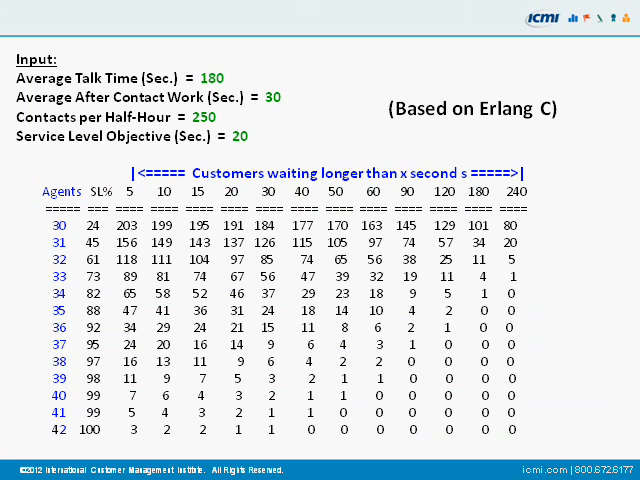 icmi
Input:
Average Talk Time (Sec.) = 180
Average After Contact Work (Sec.) = 30
Contacts per Half-Hour = 250
Service Level Objective (Sec.) = 20
(Based on Erlang C)
|<===== Customers waiting longer than x second s =====>|
Agents SL% 5 10 15 20 30 40 50 60 90 120 180 240
===== === ==== ==== ==== ==== ==== ==== ==== ==== ==== ==== ==== ====
30 24 203 199 195 191 184 177 170 163 145 129 101 80
31 45 156 149 143 137 126 115 105 97 74 57 34 20
32 61 118 111 104 97 85 74 65 56 38 25 11 5
33 73 89 81 74 67 56 47 39 32 19 11 4 1
34 82 65 58 52 46 37 29 23 18 9 5 1 0
35 88 47 41 36 31 24 18 14 10 4 2 0 0
36 92 34 29 24 21 15 11 8 6 2 1 0 0
37 95 24 20 16 14 9 6 4 3 1 0 0 0
38 97 16 13 11 9 6 4 2 2 0 0 0 0
39 98 11 9 7 5 3 2 1 1 0 0 0 0
40 99 7 6 4 3 2 1 1 0 0 0 0 0
41 99 5 4 3 2 1 1 0 0 0 0 0 0
42 100 3 2 2 1 1 0 0 0 0 0 0 0
©2012 International Customer Management Institute. All Rights Reserved.
icmi.com | 800.672.6177